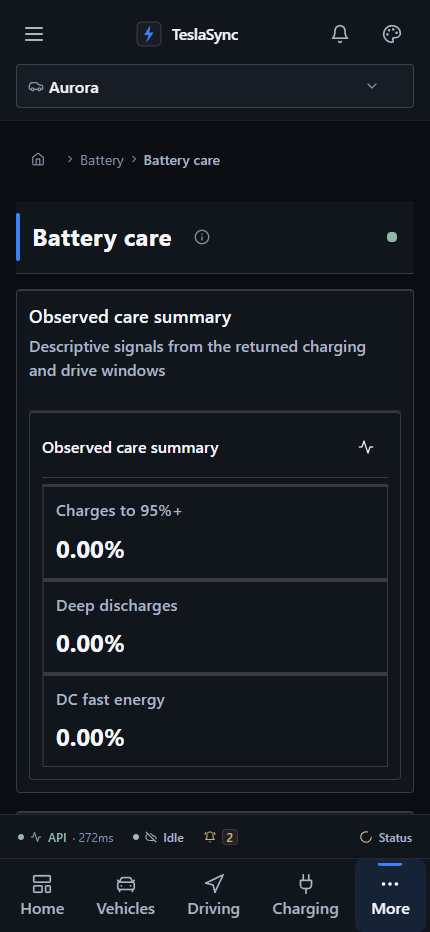 TeslaSync
Aurora
Battery
Battery care
Battery care
Observed care summary
Descriptive signals from the returned charging
and drive windows
Observed care summary
Charges to 95%+
0.00%
Deep discharges
0.00%
DC fast energy
0.00%
API · 272ms
Idle
2
Status
Home
Vehicles
Driving
Charging
More